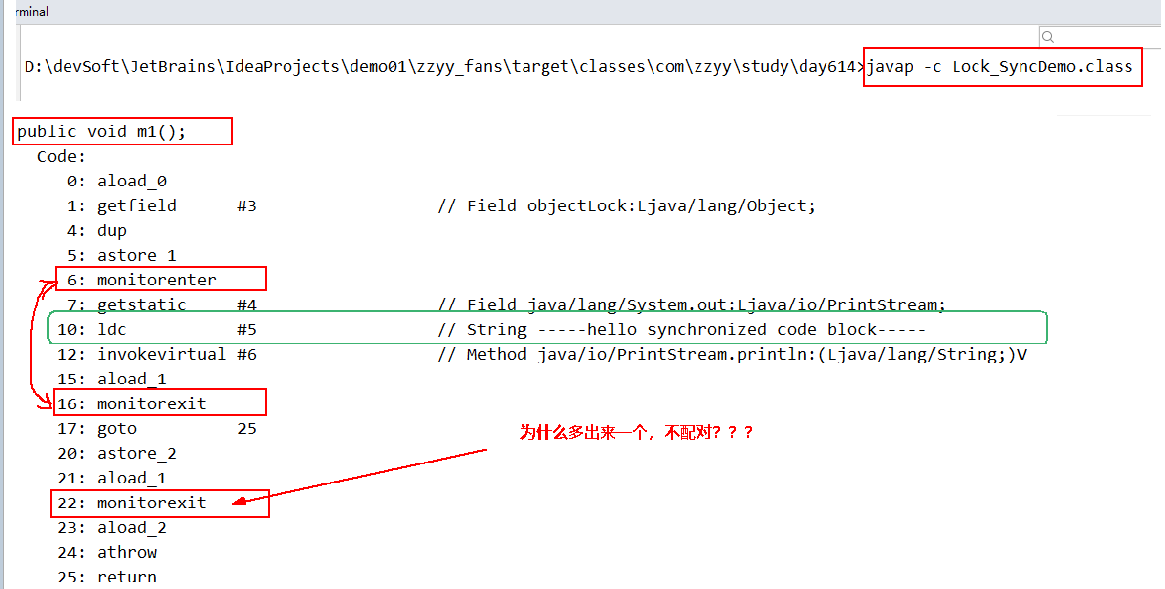 rminal
D:\devSoft\JetBrains\IdeaProjects\demo01\zzyy_fans\target\classes\com\zzyy\study\day614>javap -c Lock_SyncDemo.class
public void m1();
Code:
0: aload_0
1: getfield #3 // Field objectLock:Ljava/lang/Object;
4: dup
5: astore_1
6: monitorenter
7: getstatic #4 // Field java/lang/System.out:Ljava/io/PrintStream;
10: ldc #5 // String -----hello synchronized code block-----
12: invokevirtual #6 // Method java/io/PrintStream.println:(Ljava/lang/String;)V
15: aload_1
16: monitorexit
17: goto 25
为什么多出来一个，不配对？？？
20: astore_2
21: aload_1
22: monitorexit
23: aload_2
24: athrow
25: return